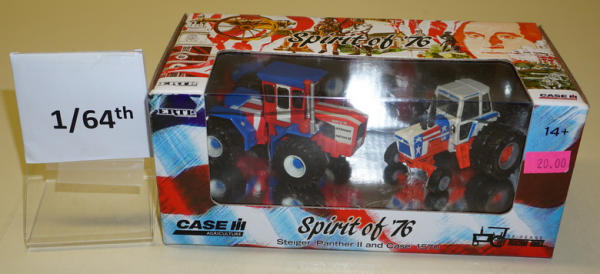 Spirit of '76
1/64th
ERTL
CASE IH
14+
20.00
Spirit of '76
CASE IH
AGRICULTURE
Steiger Panther II and Case 1570